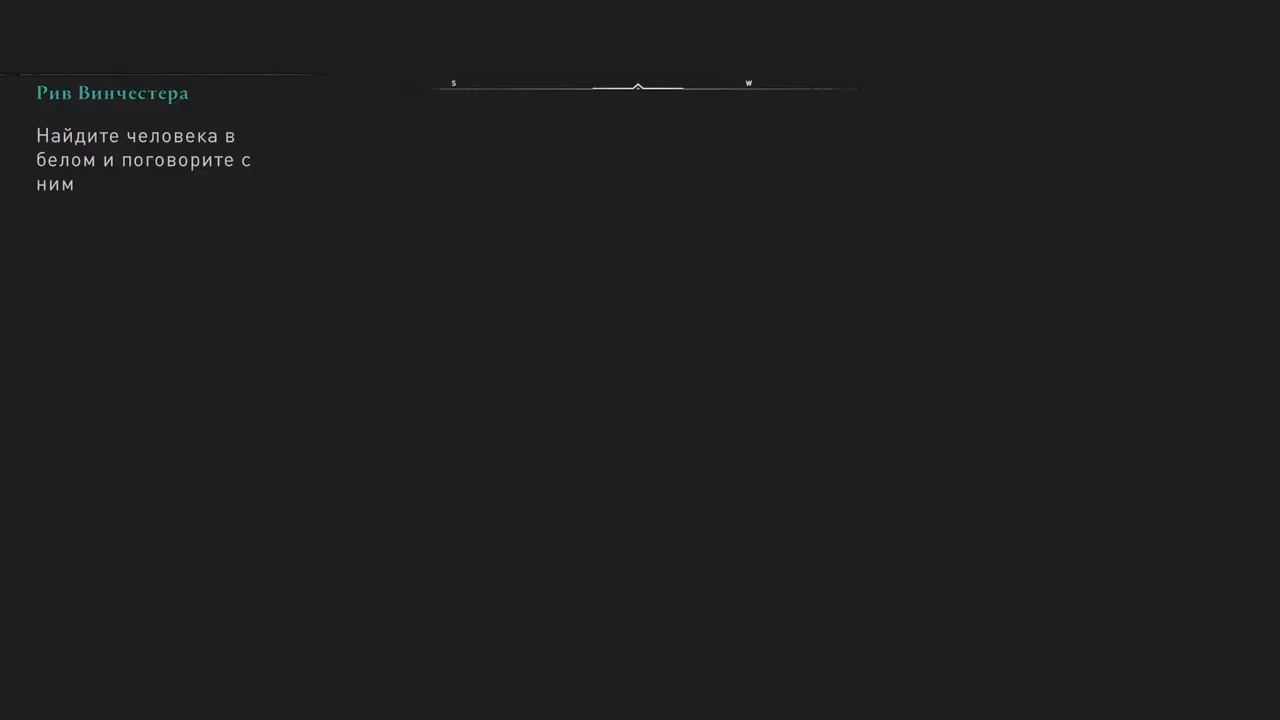 S W
Рив Винчестера
Найдите человека в
белом и поговорите с
ним